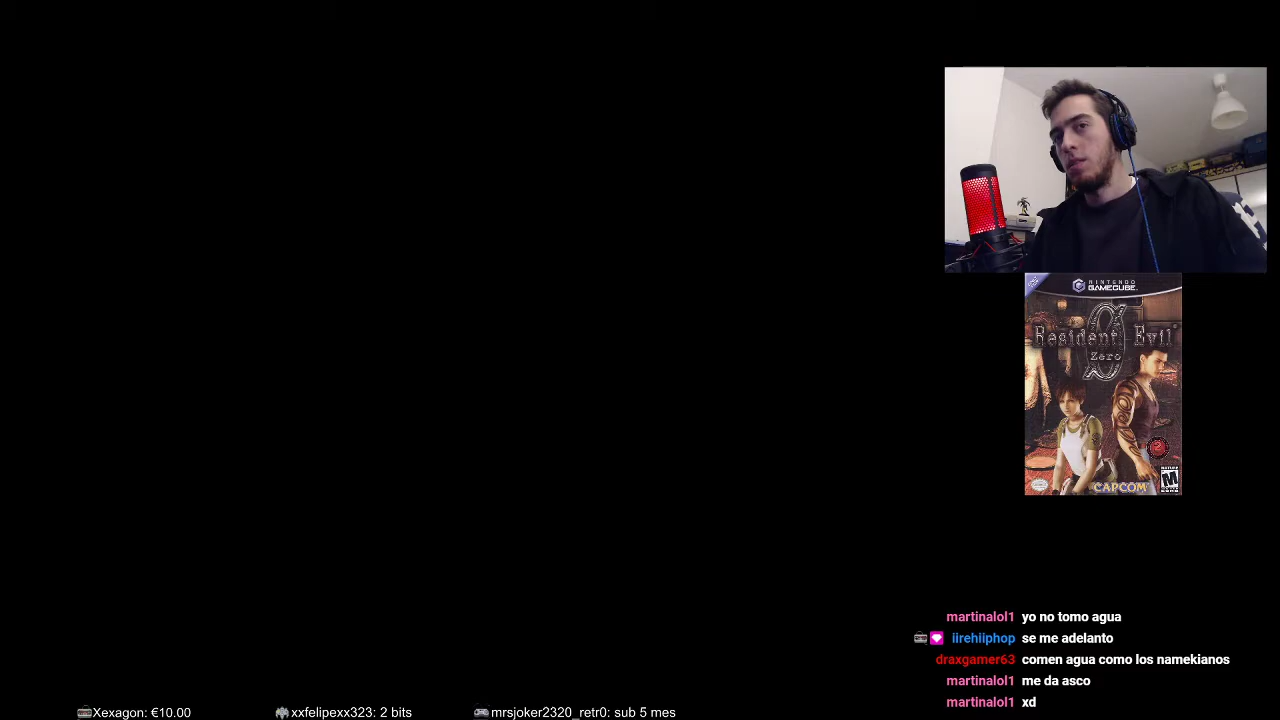 NINTENDO
GAMECUBE
Resident Evil
Zero
CAPCOM
M
martinalol1 yo no tomo agua
iirehiiphop se me adelanto
draxgamer63 comen agua como los namekianos
martinalol1 me da asco
martinalol1 xd
Xexagon: €10.00 xxfelipexx323: 2 bits mrsjoker2320_retr0: sub 5 mes